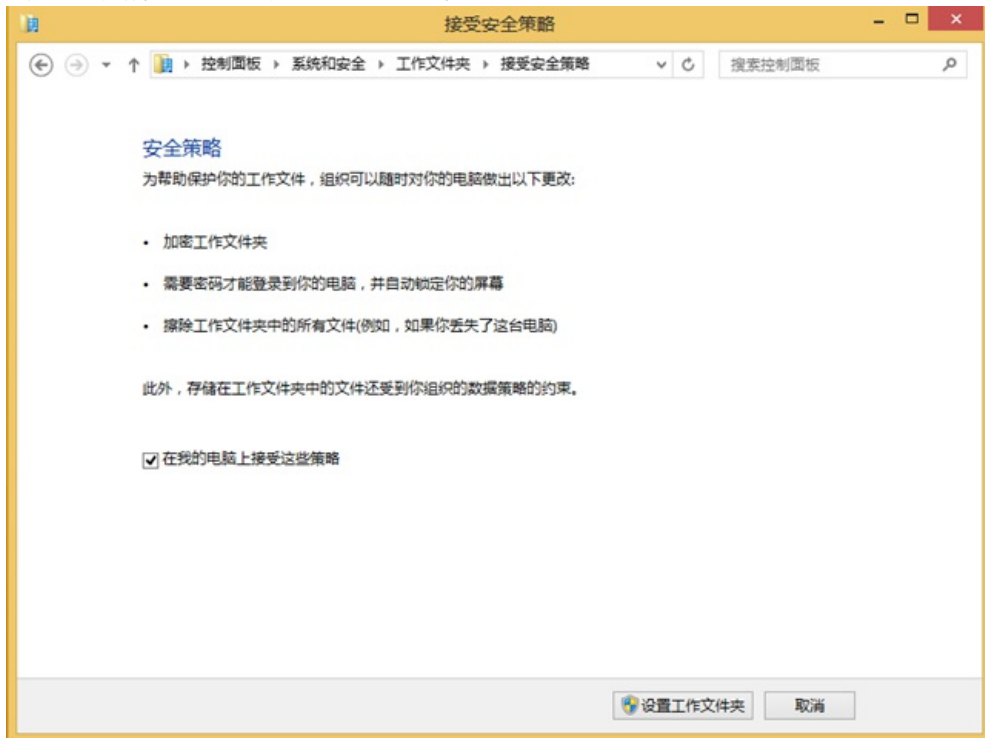 接受安全策略
控制面板 系统和安全 工作文件夹 接受安全策略 搜索控制面板
安全策略
为帮助保护你的工作文件，组织可以随时对你的电脑做出以下更改:
• 加密工作文件夹
• 需要密码才能登录到你的电脑，并自动锁定你的屏幕
• 擦除工作文件夹中的所有文件(例如，如果你丢失了这台电脑)
此外，存储在工作文件夹中的文件还受到你组织的数据策略的约束。
在我的电脑上接受这些策略
设置工作文件夹 取消